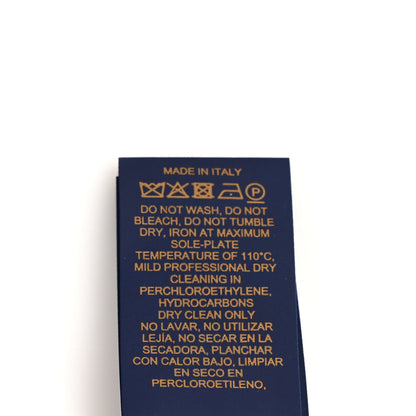 MADE IN ITALY
P
DO NOT WASH, DO NOT
BLEACH, DO NOT TUMBLE
DRY, IRON AT MAXIMUM
SOLE-PLATE
TEMPERATURE OF 110°C,
MILD PROFESSIONAL DRY
CLEANING IN
PERCHLOROETHYLENE,
HYDROCARBONS
DRY CLEAN ONLY
NO LAVAR, NO UTILIZAR
LEJÍA, NO SECAR EN LA
SECADORA, PLANCHAR
CON CALOR BAJO, LIMPIAR
EN SECO EN
PERCLOROETILENO,